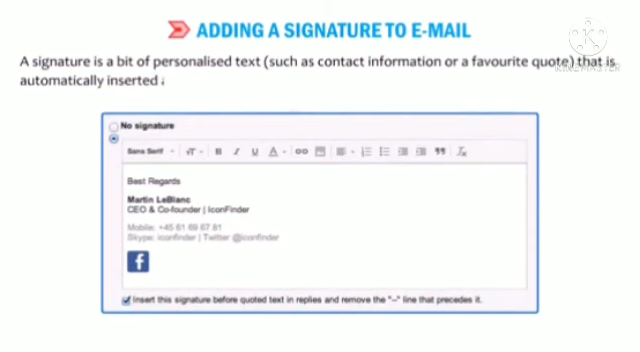 ADDING A SIGNATURE TO E-MAIL
A signature is a bit of personalised text (such as contact information or a favourite quote) that is
automatically inserted
KINEMASTER
No signature
Sans Serif
Best Regards
Martin LeBlanc
CEO & Co-founder | IconFinder
Mobile: +45 61 69 67 81
Skype: iconfinder | Twitter @iconfinder
Insert this signature before quoted text in replies and remove the "--" line that precedes it.